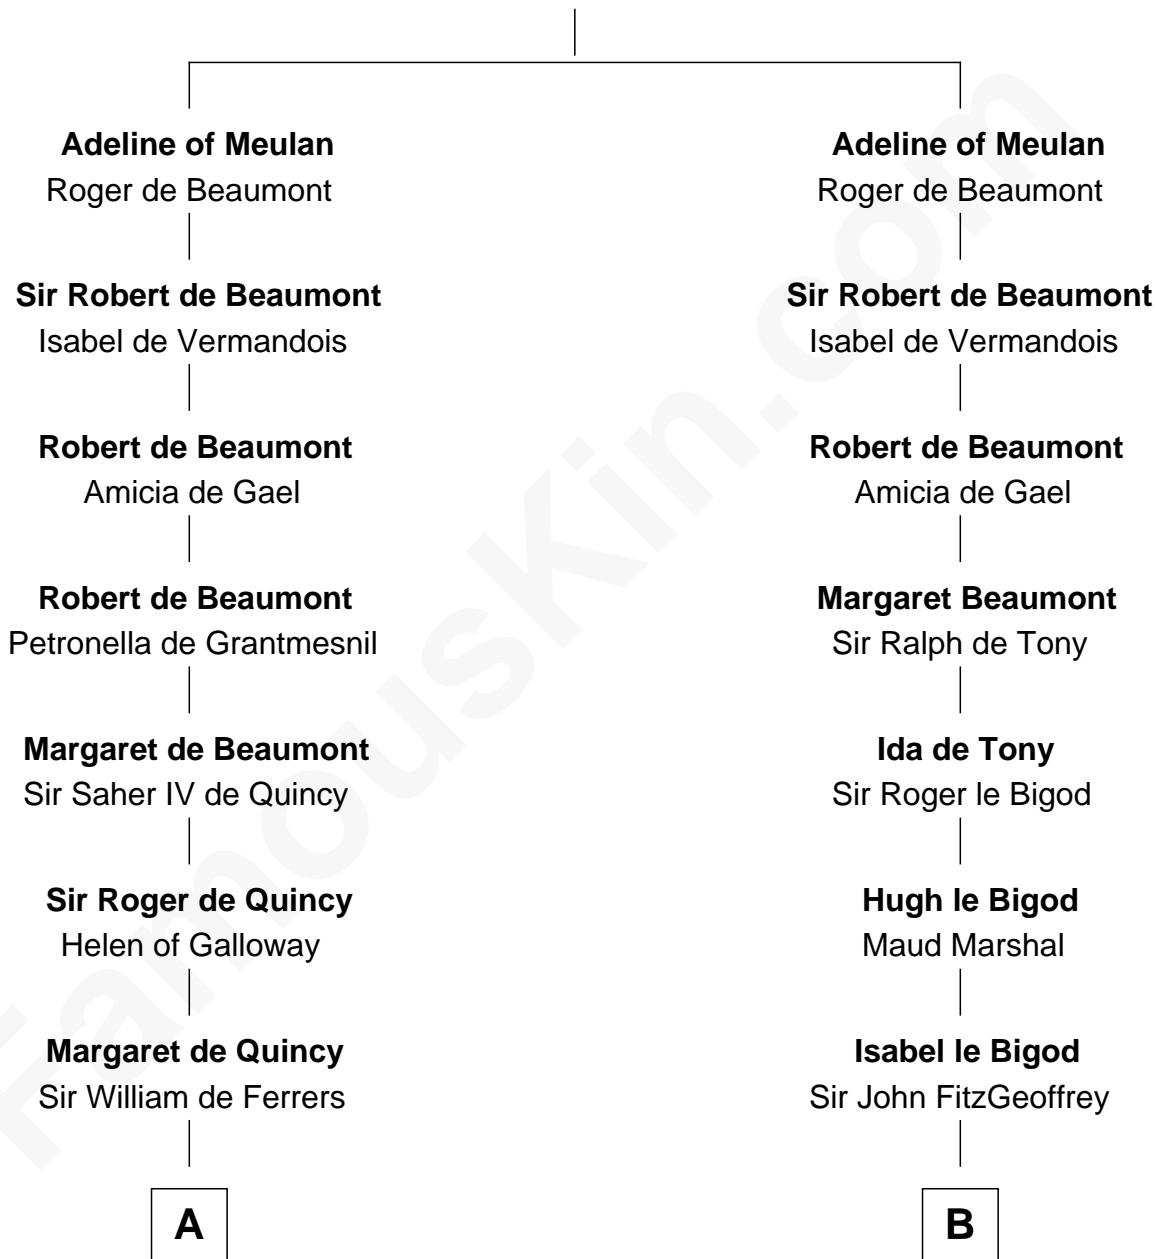 Adeline of Meulan
Roger de Beaumont
Sir Robert de Beaumont
Isabel de Vermandois
Robert de Beaumont
Amicia de Gael
Robert de Beaumont
Petronella de Grantmesnil
Margaret de Beaumont
Sir Saher IV de Quincy
Sir Roger de Quincy
Helen of Galloway
Margaret de Quincy
Sir William de Ferrers
A
Adeline of Meulan
Roger de Beaumont
Sir Robert de Beaumont
Isabel de Vermandois
Robert de Beaumont
Amicia de Gael
Margaret Beaumont
Sir Ralph de Tony
Ida de Tony
Sir Roger le Bigod
Hugh le Bigod
Maud Marshal
Isabel le Bigod
Sir John FitzGeoffrey
B
FamousKin.com